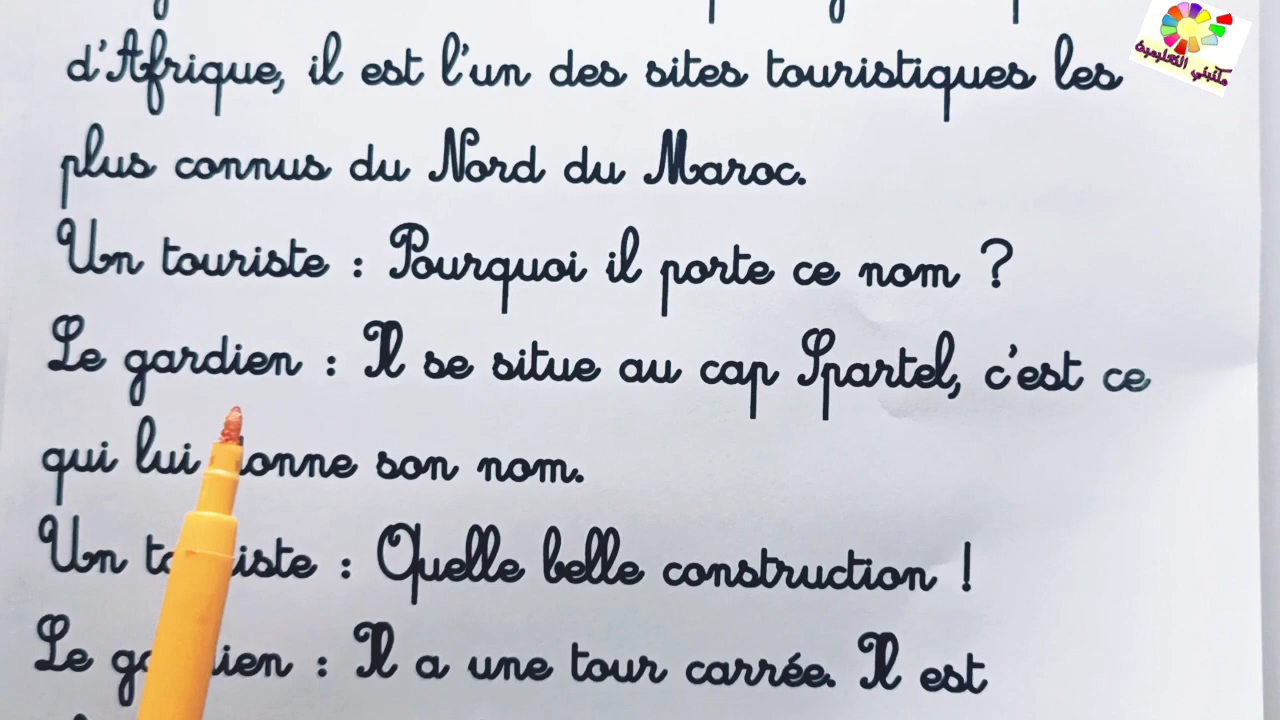 d'Afrique, il est l'un des sites touristiques les
plus connus du Nord du Maroc.
Un touriste : Pourquoi il porte ce nom ?
Le gardien : Il se situe au cap Spartel, c'est ce
qui lui donne son nom.
Un touriste : Quelle belle construction !
Le gardien : Il a une tour carrée. Il est
مكتبتي التعليمية